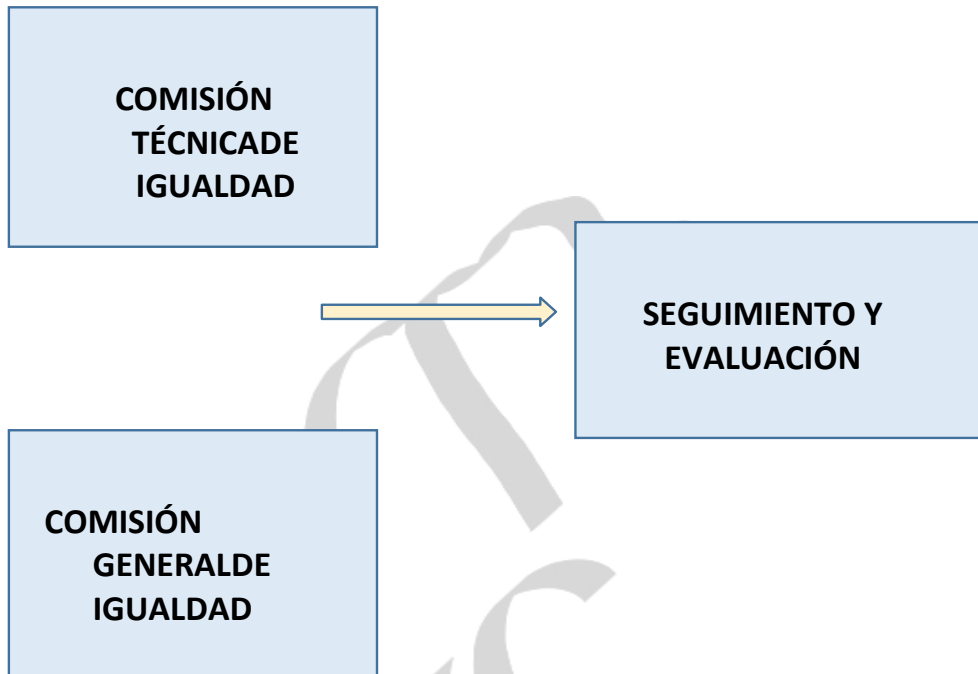 COMISIÓN
TÉCNICADE
IGUALDAD
SEGUIMIENTO Y
EVALUACIÓN
COMISIÓN
GENERALDE
IGUALDAD